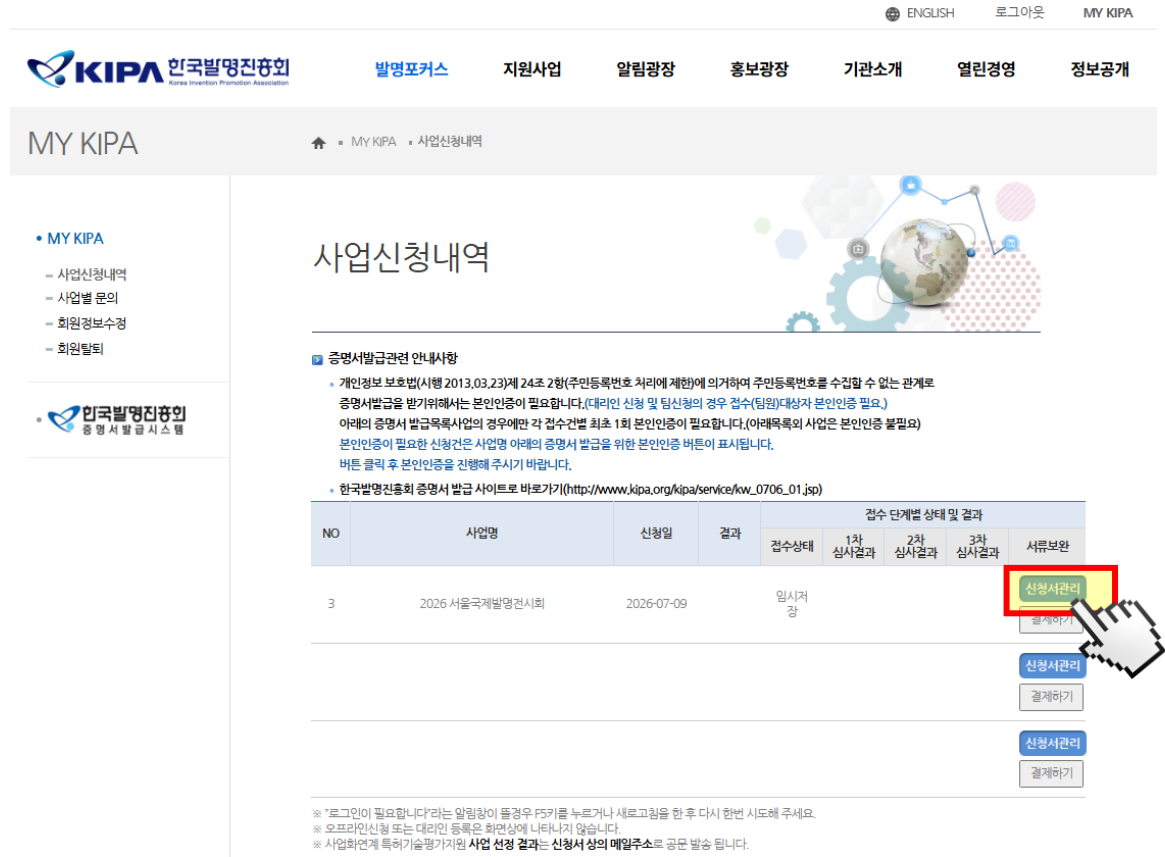 ENGLISH 로그아웃 MY KIPA
KIPA 한국발명진흥회
Korea Invention Promotion Association
발명포커스 지원사업 알림광장 홍보광장 기관소개 열린경영 정보공개
MY KIPA
MY KIPA 사업신청내역
• MY KIPA
사업신청내역
사업별 문의
회원정보수정
회원탈퇴
한국발명진흥회
증명서발급시스템
사업신청내역
증명서발급관련 안내사항
개인정보 보호법(시행 2013.03.23)제 24조 2항(주민등록번호 처리에 제한)에 의거하여 주민등록번호를 수집할 수 없는 관계로
증명서발급을 받기위해서는 본인인증이 필요합니다.(대리인 신청 및 팀신청의 경우 접수(팀원)대상자 본인인증 필요.)
아래의 증명서 발급목록사업의 경우에만 각 접수건별 최초 1회 본인인증이 필요합니다.(아래목록외 사업은 본인인증 불필요)
본인인증이 필요한 신청건은 사업명 아래의 증명서 발급을 위한 본인인증 버튼이 표시됩니다.
버튼 클릭 후 본인인증을 진행해 주시기 바랍니다.
한국발명진흥회 증명서 발급 사이트로 바로가기(http://www.kipa.org/kipa/service/kw_0706_01.jsp)
NO 사업명 신청일 결과 접수 단계별 상태 및 결과
접수상태 1차 심사결과 2차 심사결과 3차 심사결과 서류보완
3 2026 서울국제발명전시회 2026-07-09 임시저장 신청서관리
결제하기
신청서관리
결제하기
신청서관리
결제하기
※ "로그인이 필요합니다"라는 알림창이 뜰경우 F5키를 누르거나 새로고침을 한 후 다시 한번 시도해 주세요.
※ 오프라인신청 또는 대리인 등록은 화면상에 나타나지 않습니다.
※ 사업화연계 특허기술평가지원 사업 선정 결과는 신청서 상의 메일주소로 공문 발송 됩니다.